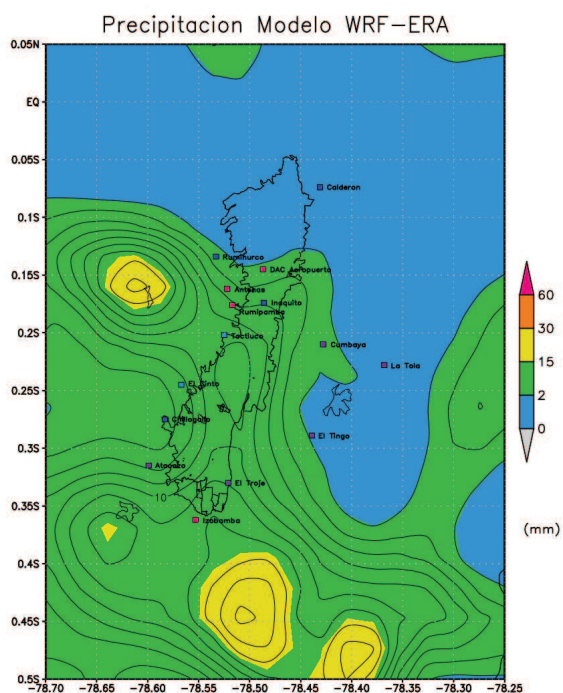 Precipitacion Modelo WRF-ERA
0.05N
EQ
0.05S
0.1S
0.15S
0.2S
0.25S
0.3S
0.35S
0.4S
0.45S
0.5S
Calderon
Rumihurco
DAC Aeropuerto
Antenas
Inaquito
Rumipamba
Toctiuco
Cumbaya
La Tola
El Cinto
Chillogallo
El Tingo
Atacazo
El Troje
10
Izobamba
-78.70 -78.65 -78.60 -78.55 -78.50 -78.45 -78.40 -78.35 -78.30 -78.25
60
30
15
2
0
(mm)